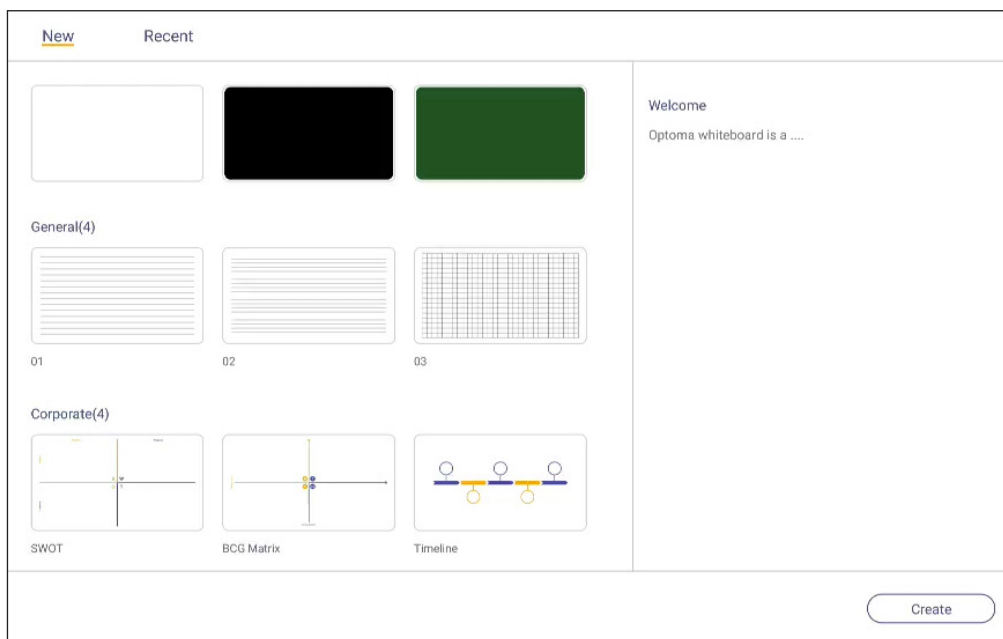 New
Recent
Welcome
Optoma whiteboard is a ....
General(4)
01
02
03
Corporate(4)
SWOT
BCG Matrix
Timeline
Create